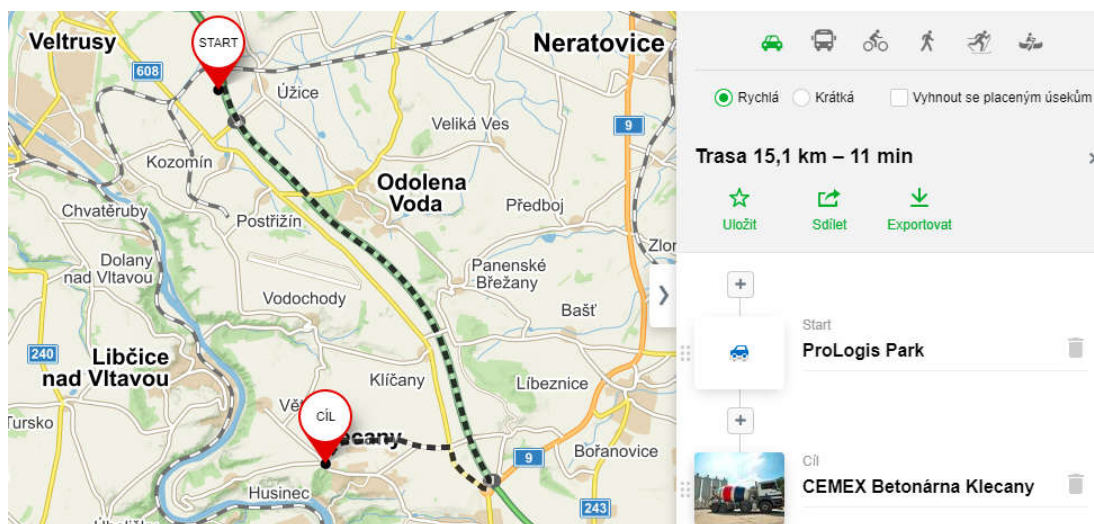 Veltrusy
START
Neratovice
608
Úžice
Veliká Ves
9
Kozomín
Odolena
Voda
Chvatěruby
Postřižín
Předboj
Dolany
nad Vltavou
Panenské
Břežany
Vodochody
Bašť
240
Libčice
nad Vltavou
Klíčany
Líbeznice
CÍL
Tursko
9
Bořanovice
Husinec
243
Rychlá
Krátká
Vyhnout se placeným úsekům
Trasa 15,1 km – 11 min
Uložit
Sdílet
Exportovat
Start
ProLogis Park
Cíl
CEMEX Betonárna Klecany